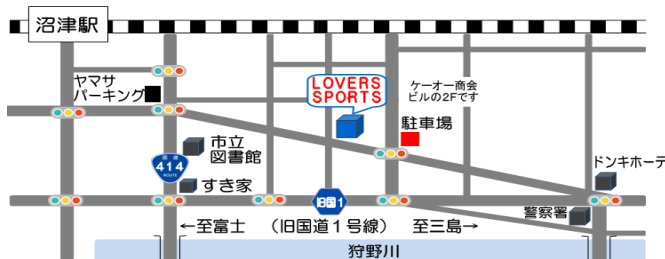 沼津駅
LOVERS
SPORTS
ケーオー商会
ビルの2Fです
ヤマサ
パーキング
駐車場
市立
図書館
ドンキホーテ
国道
414
ROUTE
すき家
旧国1
警察署
←至富士 （旧国道1号線） 至三島→
狩野川